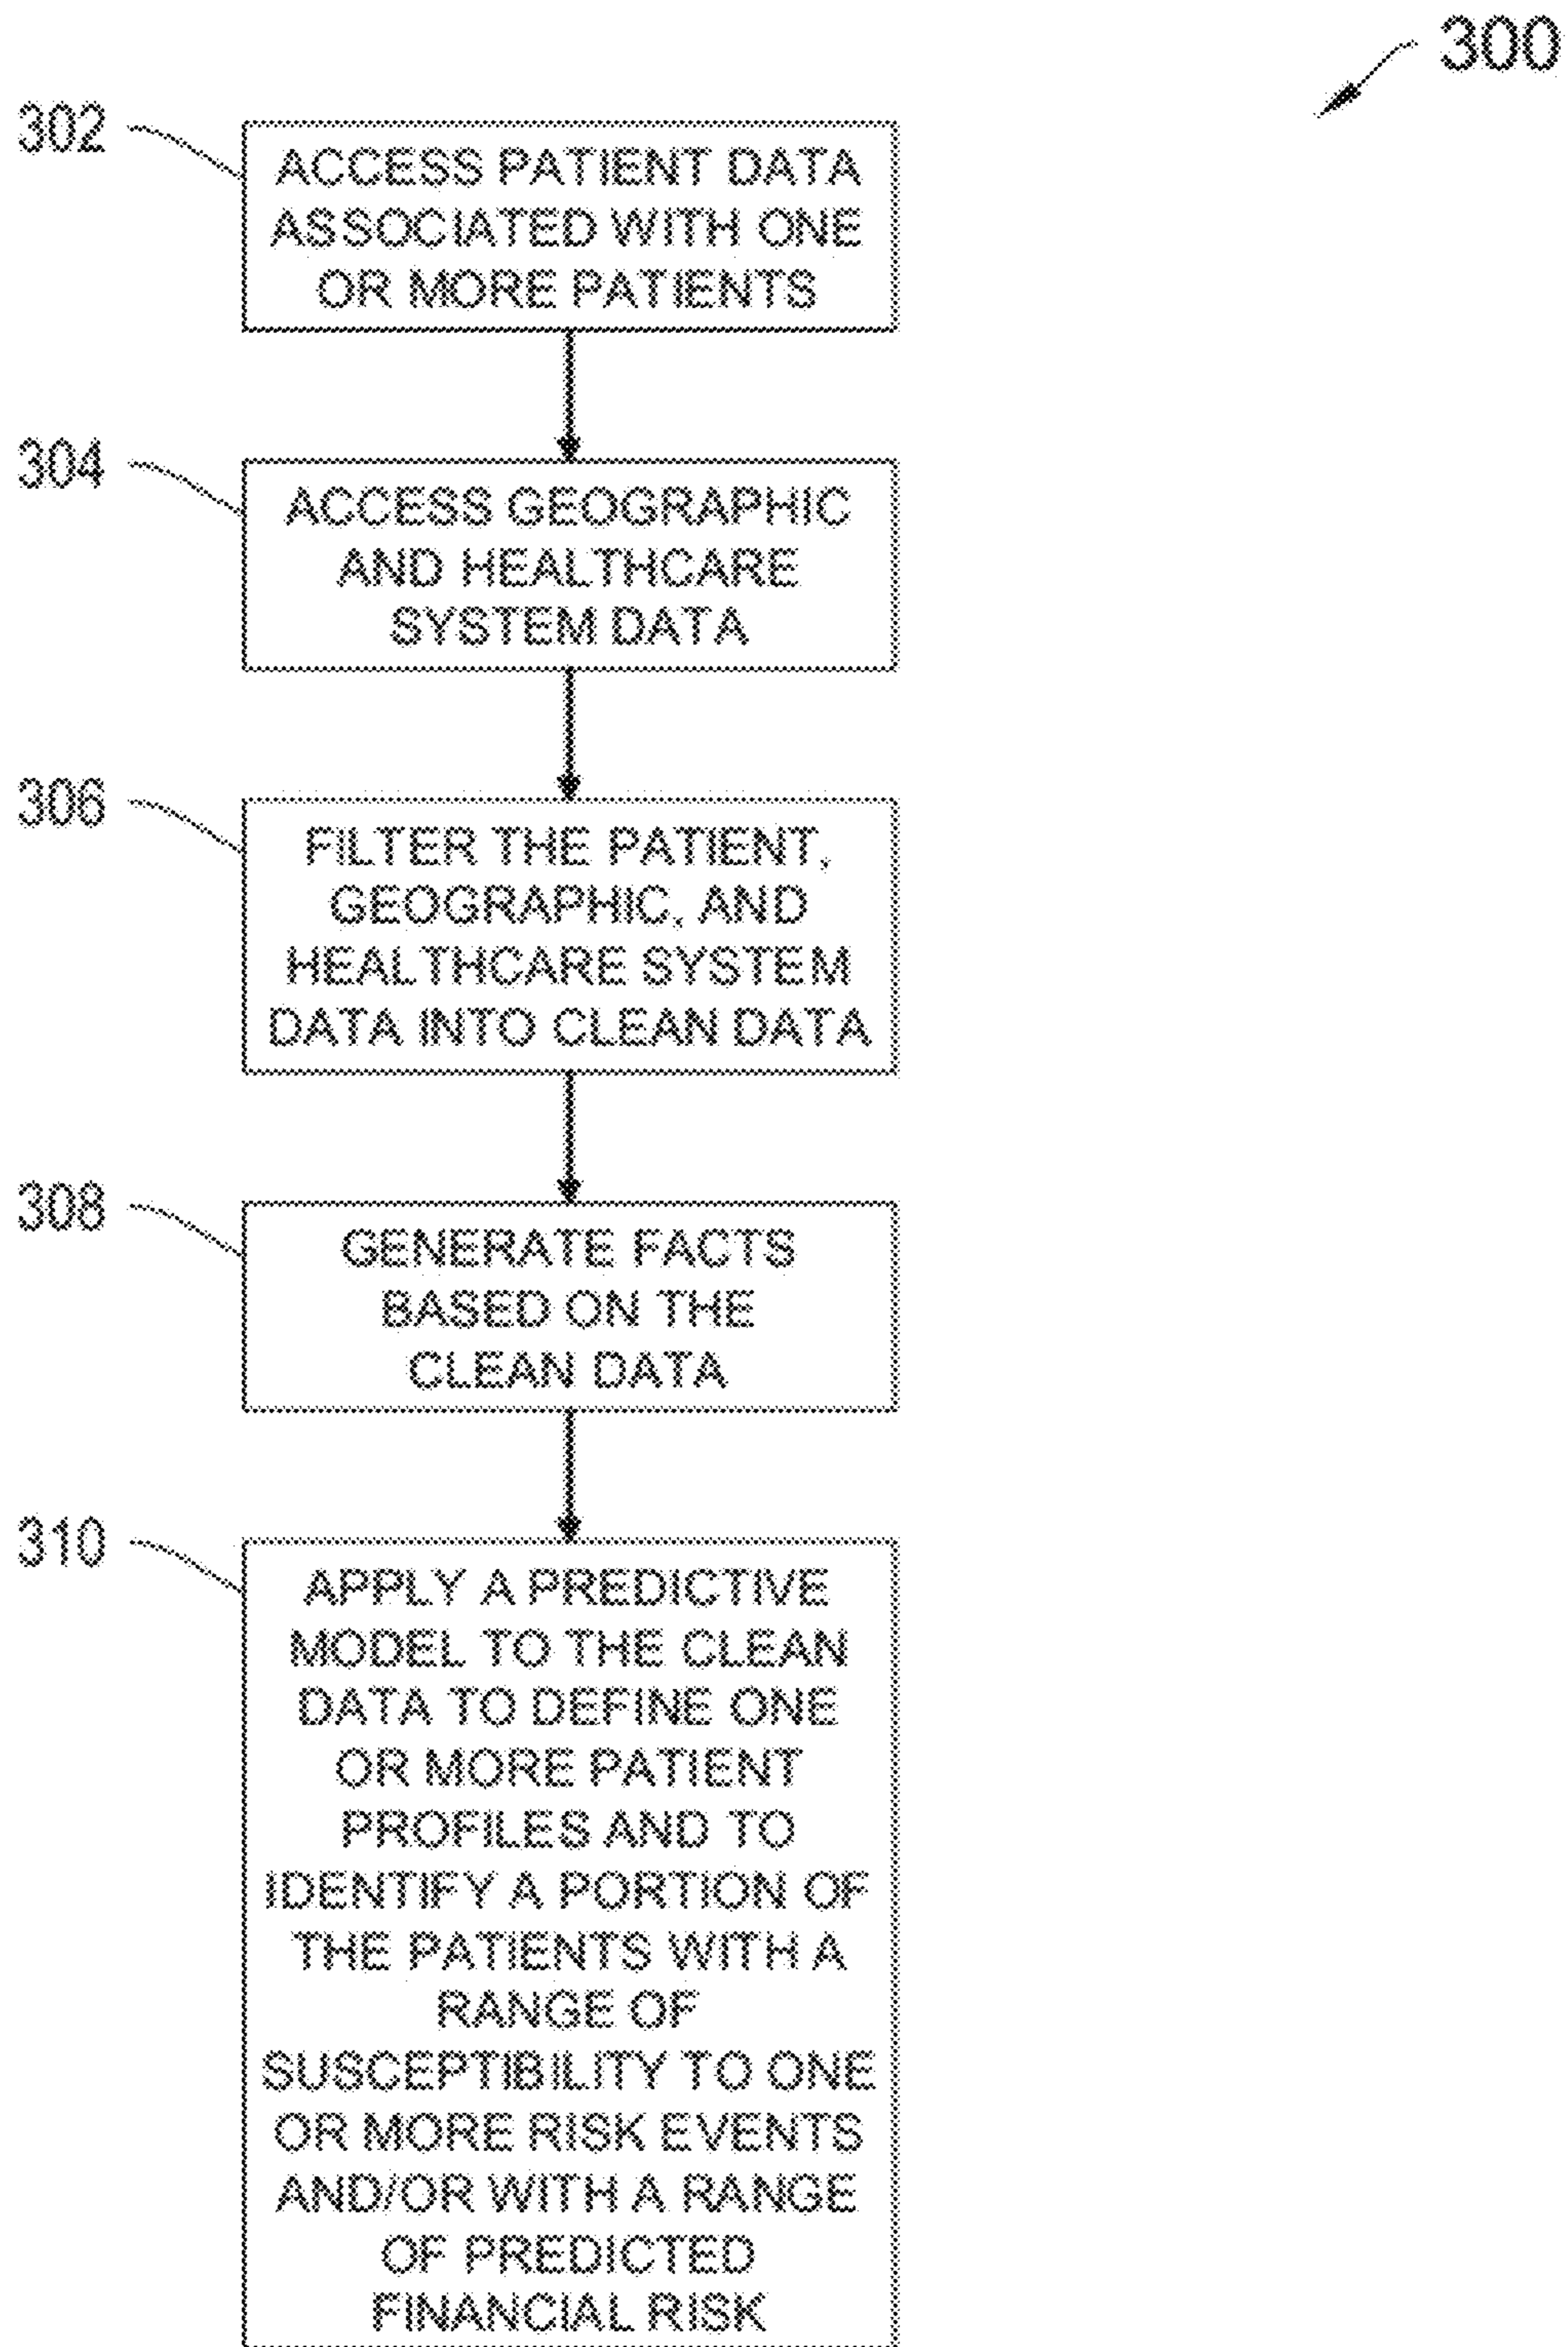 300
302
ACCESS PATIENT DATA
ASSOCIATED WITH ONE
OR MORE PATIENTS
304
ACCESS GEOGRAPHIC
AND HEALTHCARE
SYSTEM DATA
306
FILTER THE PATIENT,
GEOGRAPHIC, AND
HEALTHCARE SYSTEM
DATA INTO CLEAN DATA
308
GENERATE FACTS
BASED ON THE
CLEAN DATA
310
APPLY A PREDICTIVE
MODEL TO THE CLEAN
DATA TO DEFINE ONE
OR MORE PATIENT
PROFILES AND TO
IDENTIFY A PORTION OF
THE PATIENTS WITH A
RANGE OF
SUSCEPTIBILITY TO ONE
OR MORE RISK EVENTS
AND/OR WITH A RANGE
OF PREDICTED
FINANCIAL RISK